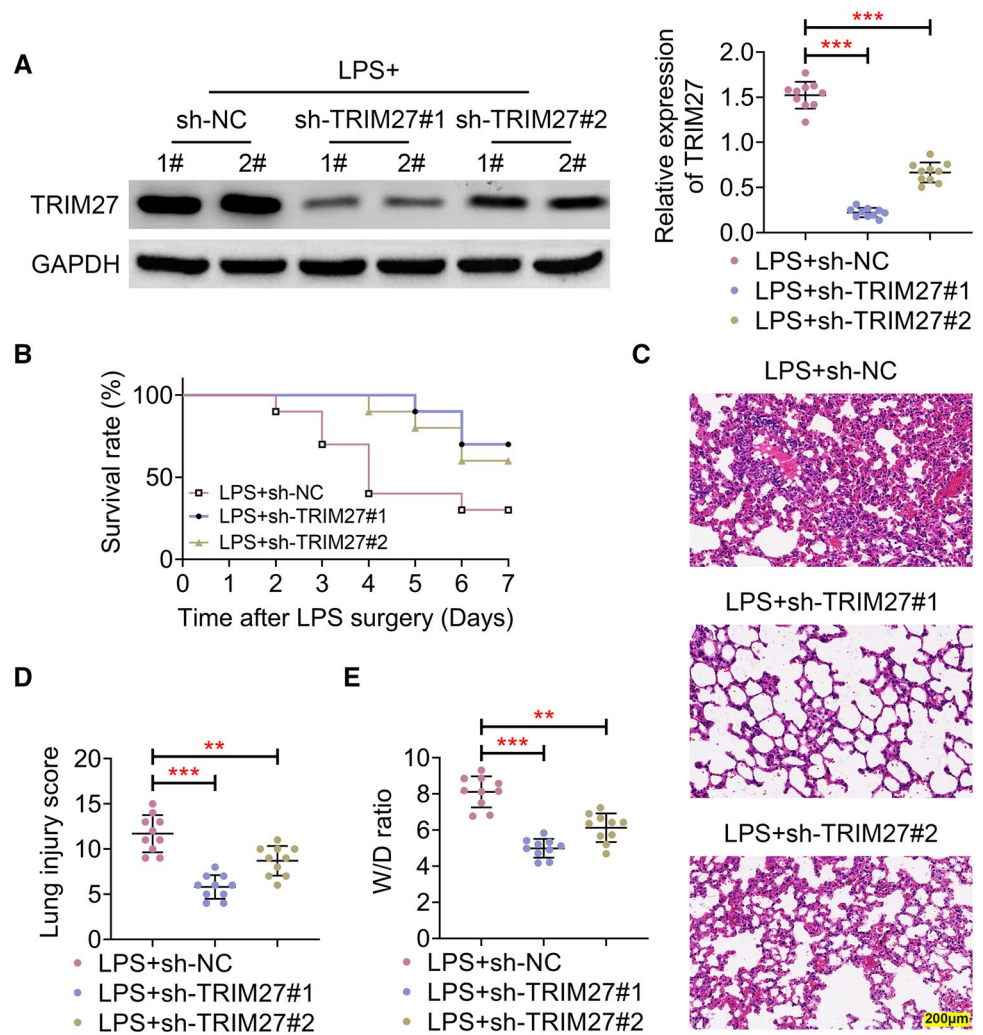 A
LPS+
sh-NC
sh-TRIM27#1
sh-TRIM27#2
1#
2#
1#
2#
1#
2#
TRIM27
GAPDH
***
***
Relative expression
of TRIM27
2.0
1.5
1.0
0.5
0.0
LPS+sh-NC
LPS+sh-TRIM27#1
LPS+sh-TRIM27#2
B
Survival rate (%)
100
50
0
LPS+sh-NC
LPS+sh-TRIM27#1
LPS+sh-TRIM27#2
0 1 2 3 4 5 6 7
Time after LPS surgery (Days)
C
LPS+sh-NC
LPS+sh-TRIM27#1
LPS+sh-TRIM27#2
200μm
D
Lung injury score
20
15
10
5
0
**
***
LPS+sh-NC
LPS+sh-TRIM27#1
LPS+sh-TRIM27#2
E
W/D ratio
10
8
6
4
2
0
**
***
LPS+sh-NC
LPS+sh-TRIM27#1
LPS+sh-TRIM27#2